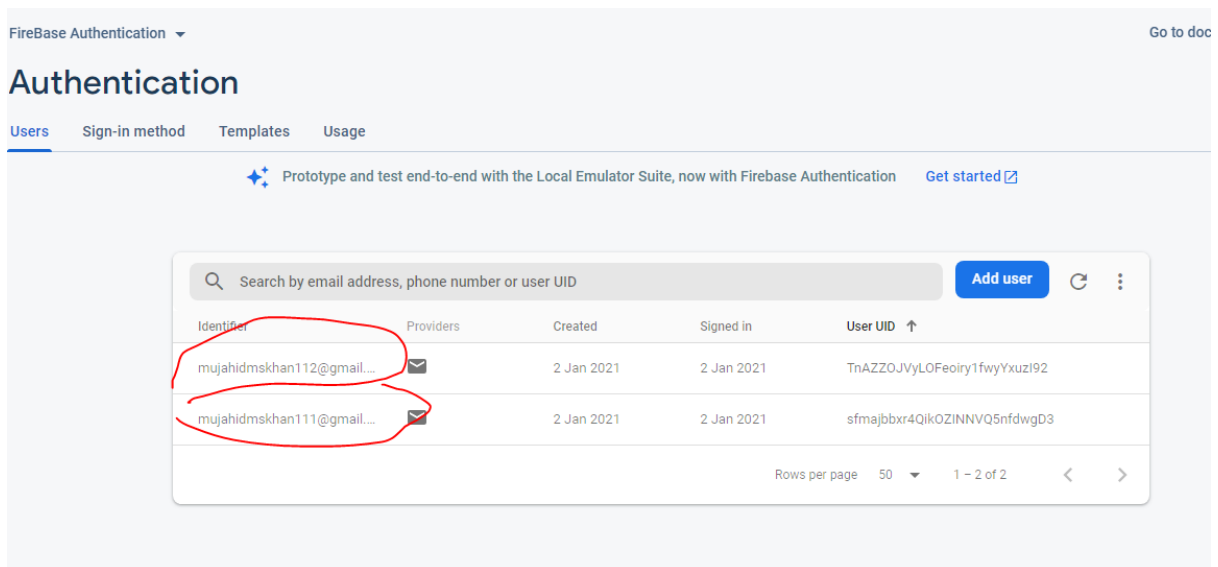 FireBase Authentication Go to doc
Authentication
Users Sign-in method Templates Usage
Prototype and test end-to-end with the Local Emulator Suite, now with Firebase Authentication Get started
Search by email address, phone number or user UID Add user
Identifier Providers Created Signed in User UID
mujahidmskhan112@gmail.... 2 Jan 2021 2 Jan 2021 TnAZZOJVyLOFeoiry1fwyYxuzI92
mujahidmskhan111@gmail.... 2 Jan 2021 2 Jan 2021 sfmajbbxr4QikOZINNVQ5nfdwgD3
Rows per page 50 1 – 2 of 2